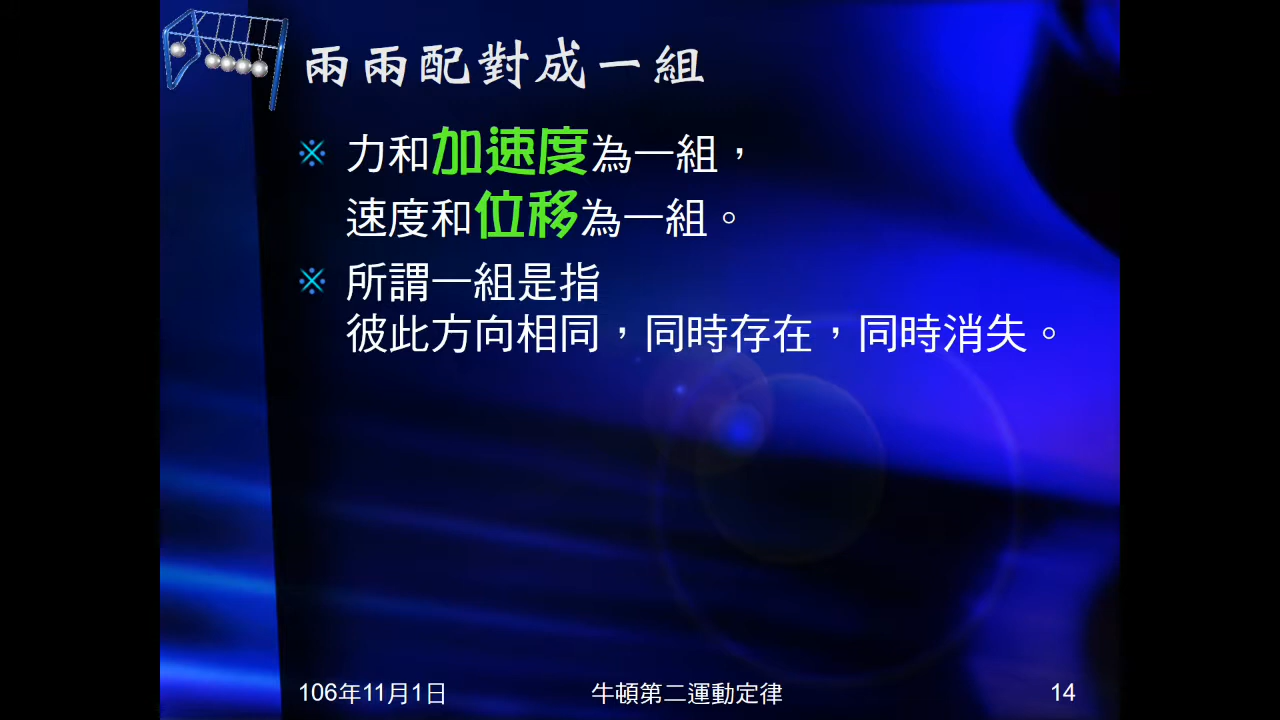 兩兩配對成一組
※ 力和加速度為一組，
速度和位移為一組。
※ 所謂一組是指
彼此方向相同，同時存在，同時消失。
106年11月1日
牛頓第二運動定律
14